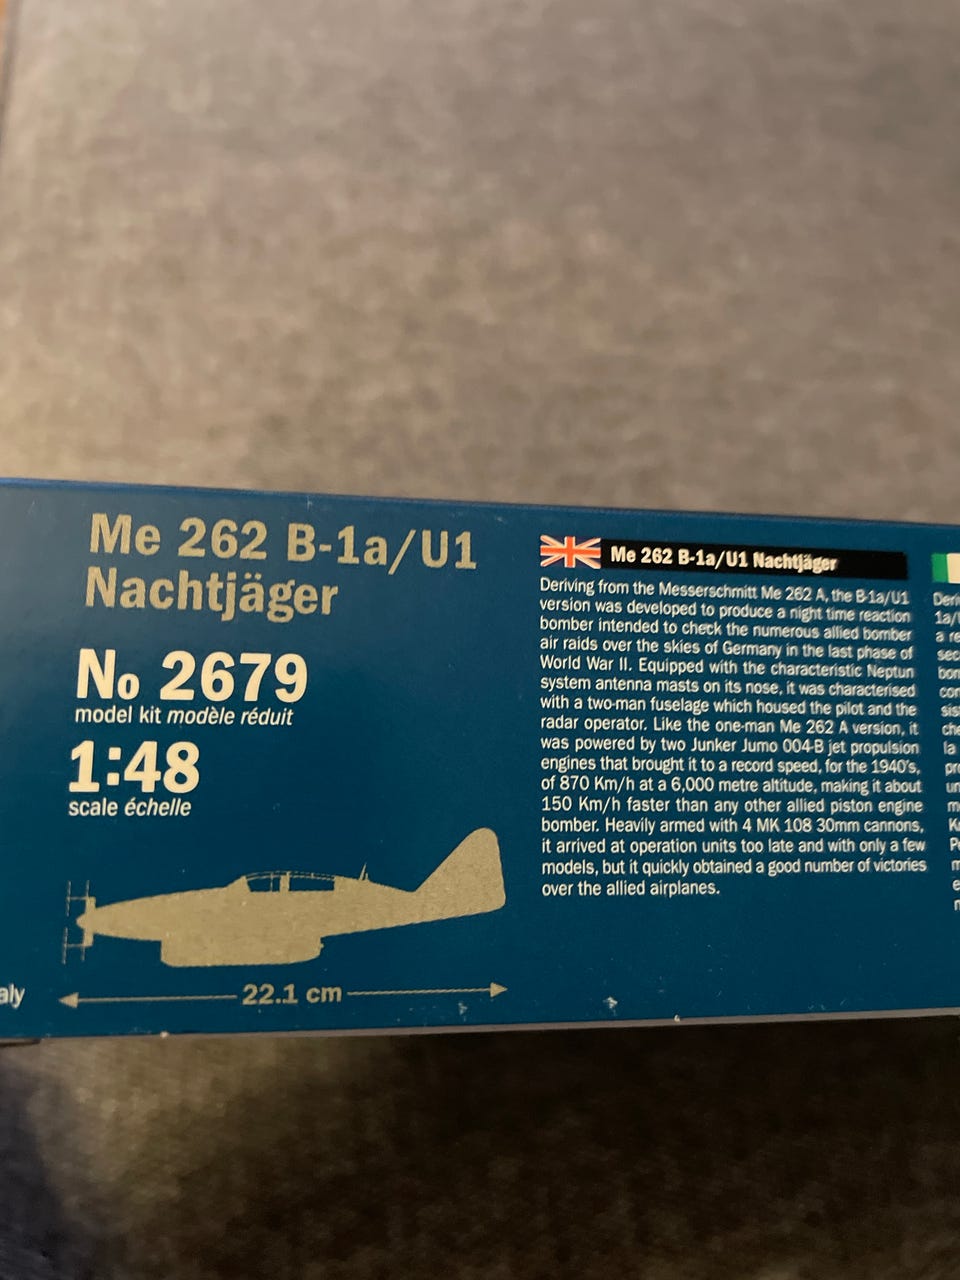 Me 262 B-1a/U1
Nachtjäger
No 2679
model kit modèle réduit
1:48
scale échelle
22.1 cm
aly
Me 262 B-1a/U1 Nachtjäger
Deriving from the Messerschmitt Me 262 A, the B-1a/U1
version was developed to produce a night time reaction
bomber intended to check the numerous allied bomber
air raids over the skies of Germany in the last phase of
World War II. Equipped with the characteristic Neptun
system antenna masts on its nose, it was characterised
with a two-man fuselage which housed the pilot and the
radar operator. Like the one-man Me 262 A version, it
was powered by two Junker Jumo 004-B jet propulsion
engines that brought it to a record speed, for the 1940's,
of 870 Km/h at a 6,000 metre altitude, making it about
150 Km/h faster than any other allied piston engine
bomber. Heavily armed with 4 MK 108 30mm cannons,
it arrived at operation units too late and with only a few
models, but it quickly obtained a good number of victories
over the allied airplanes.